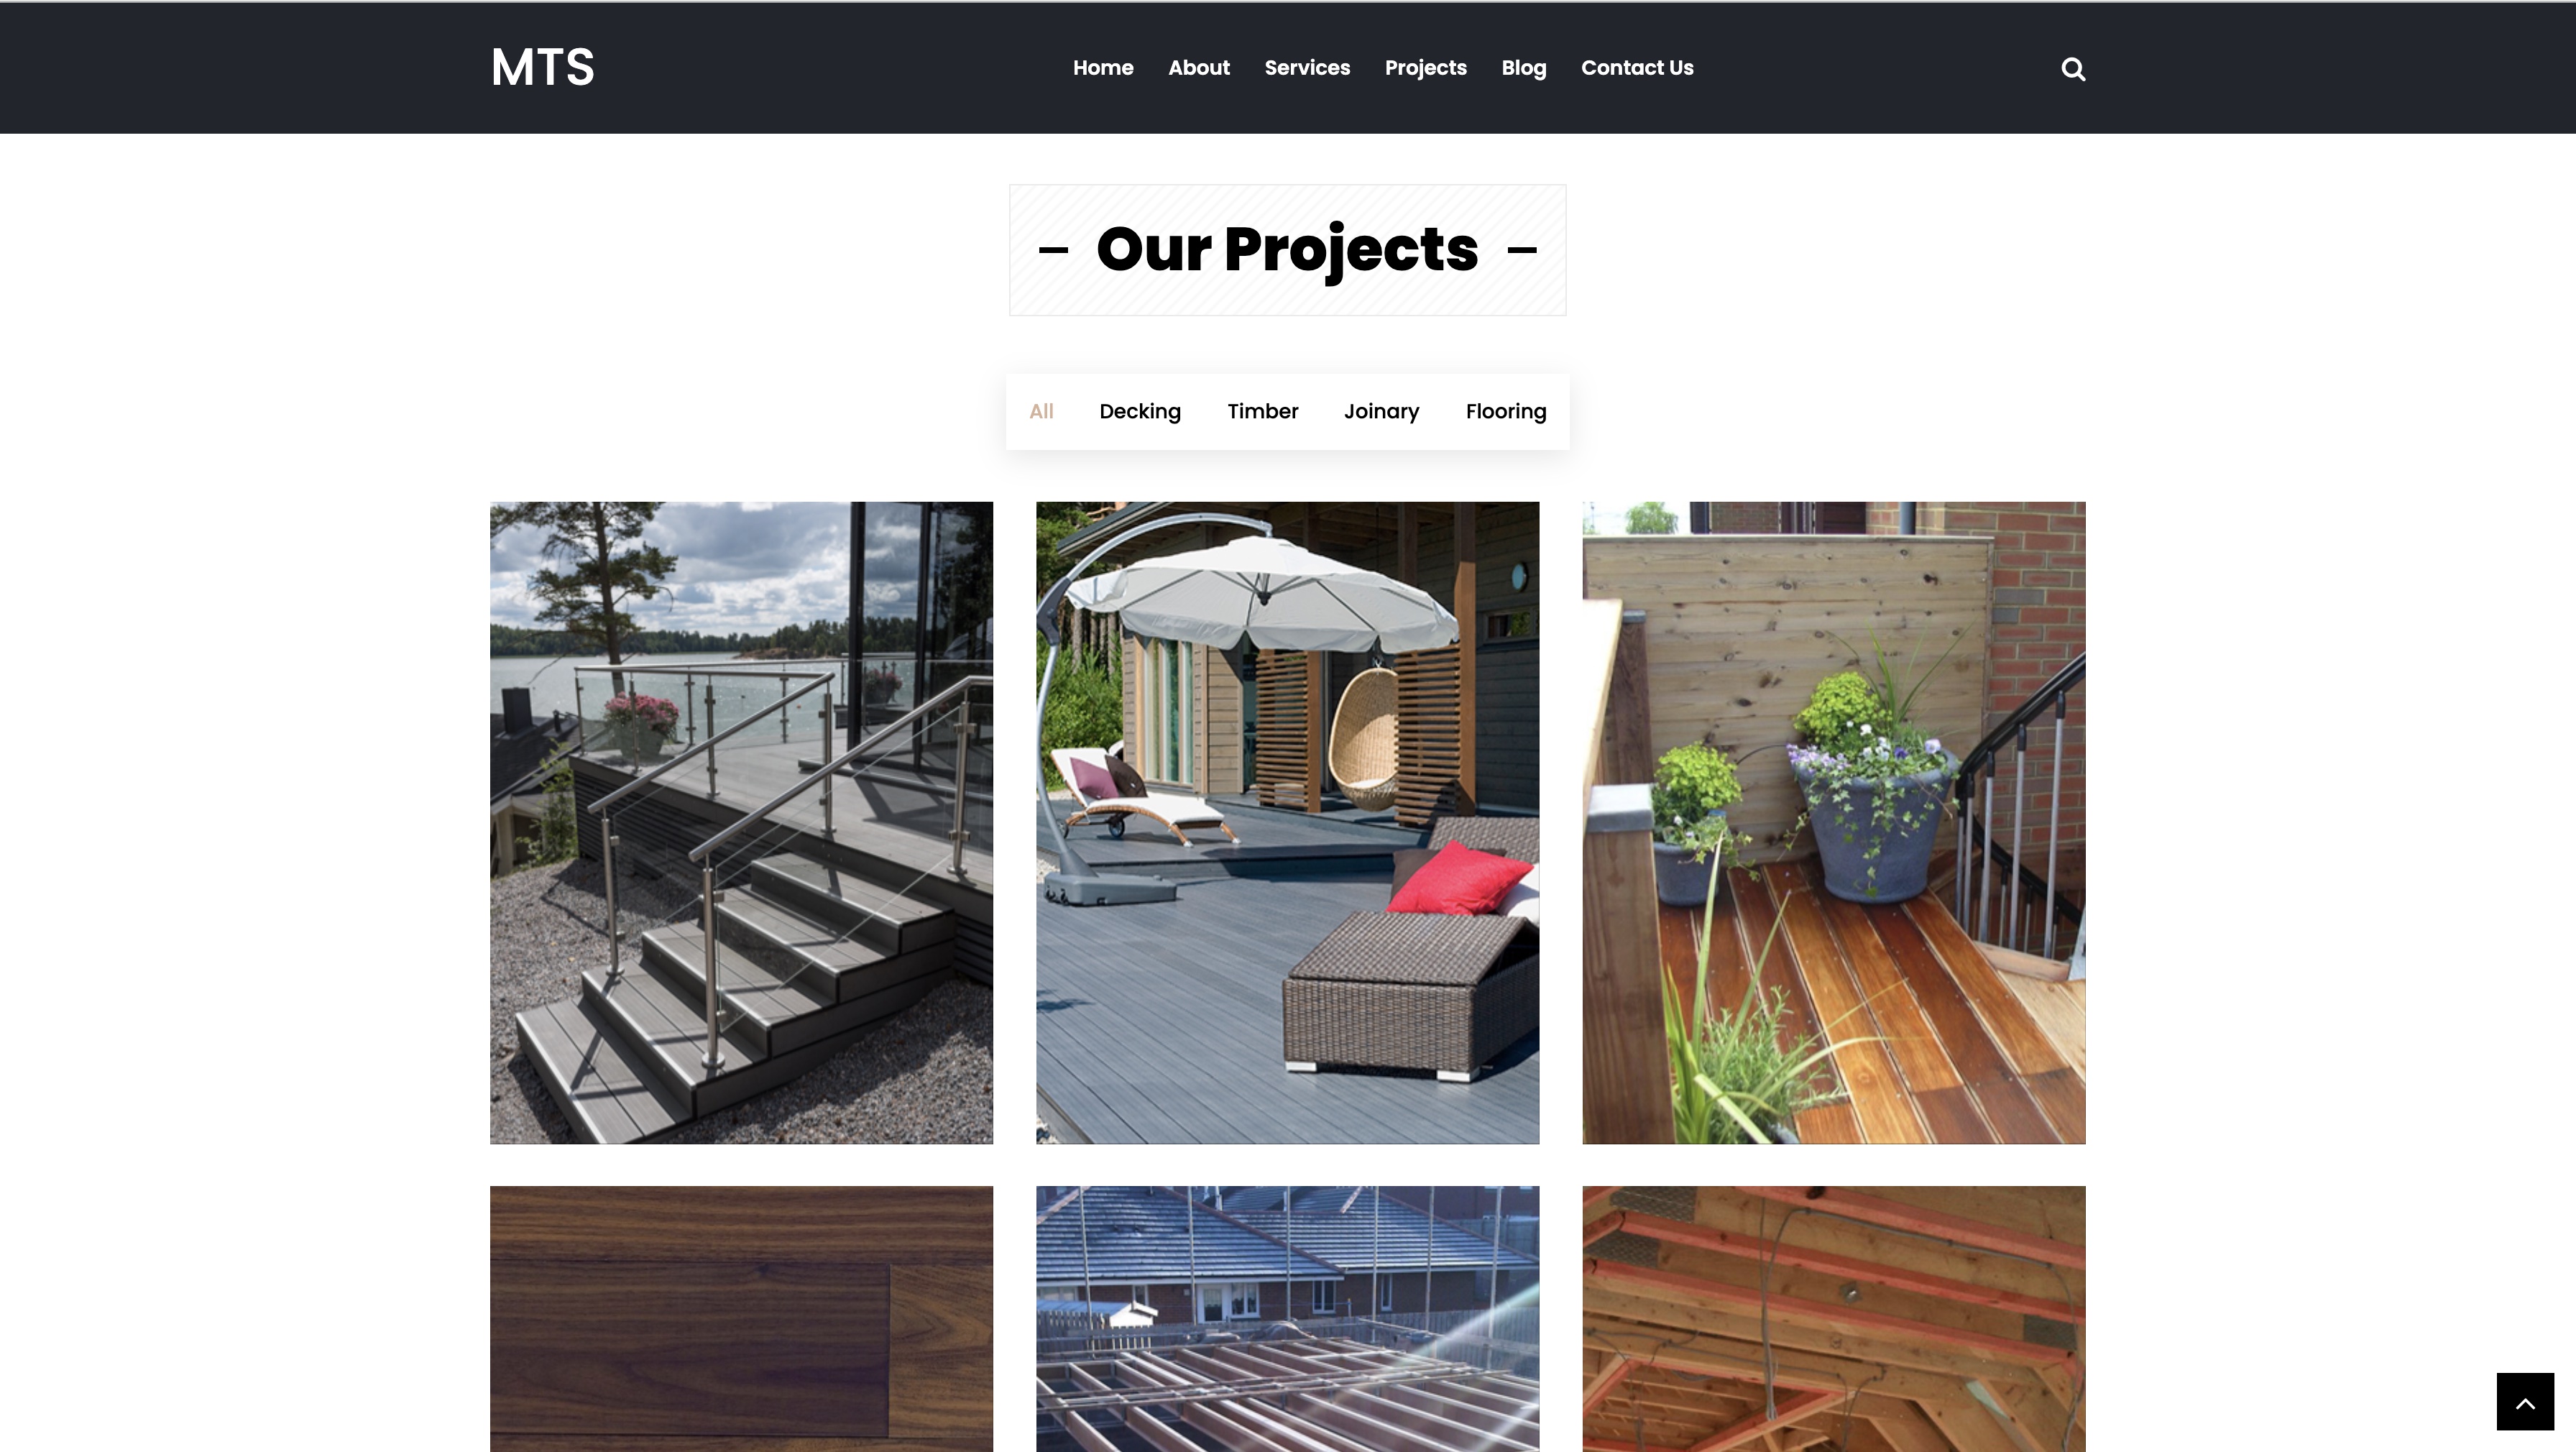 MTS
Home About Services Projects Blog Contact Us
– Our Projects –
All Decking Timber Joinary Flooring